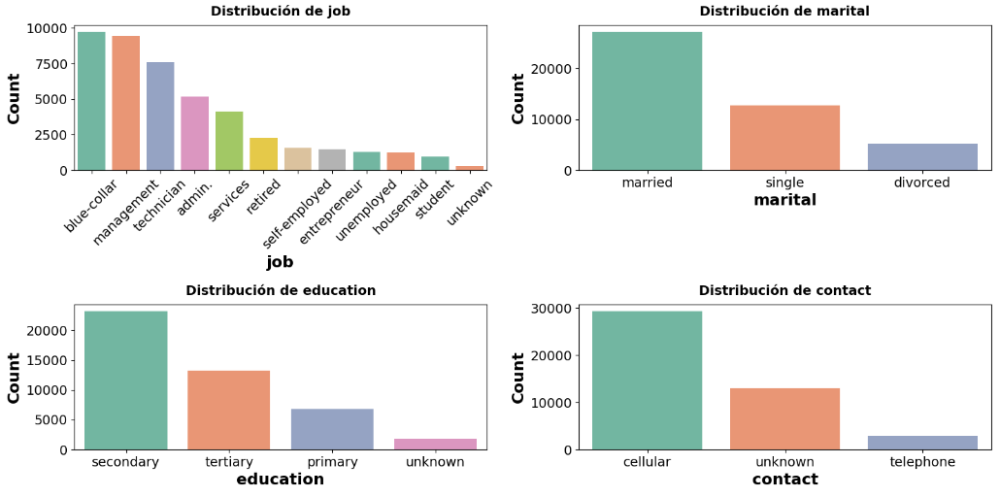 Distribución de job
Count
10000
7500
5000
2500
0
blue-collar
management
technician
admin.
services
retired
self-employed
entrepreneur
unemployed
housemaid
student
unknown
job
Distribución de marital
Count
20000
10000
0
married single divorced
marital
Distribución de education
Count
20000
15000
10000
5000
0
secondary tertiary primary unknown
education
Distribución de contact
Count
30000
20000
10000
0
cellular unknown telephone
contact